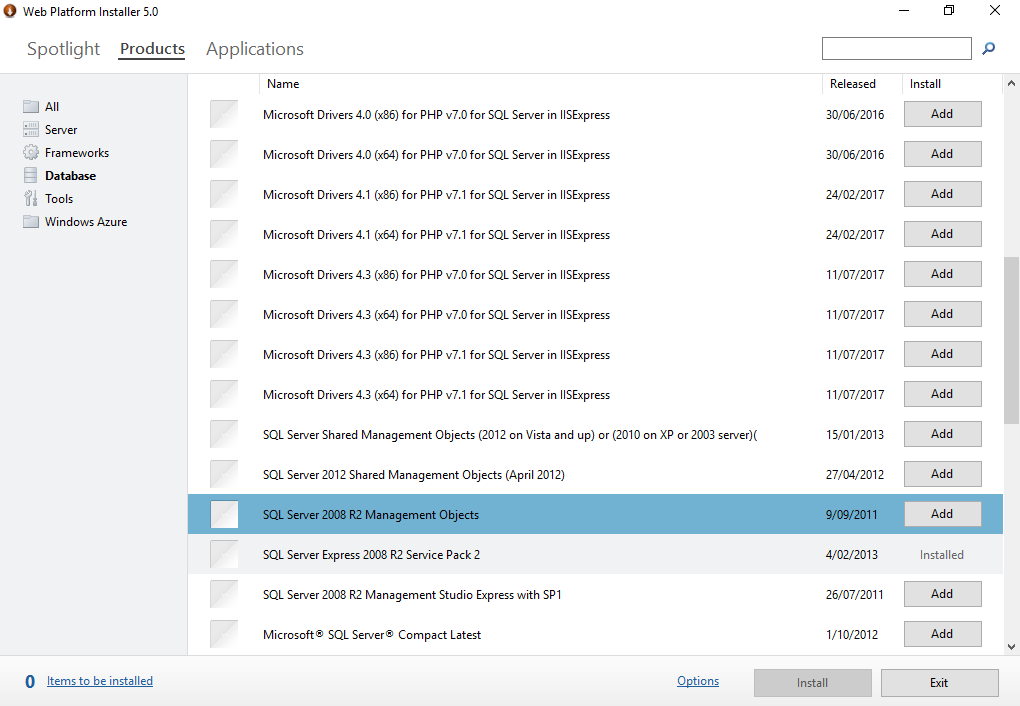 Web Platform Installer 5.0
Spotlight Products Applications
All
Server
Frameworks
Database
Tools
Windows Azure
Name Released Install
Microsoft Drivers 4.0 (x86) for PHP v7.0 for SQL Server in IISExpress 30/06/2016 Add
Microsoft Drivers 4.0 (x64) for PHP v7.0 for SQL Server in IISExpress 30/06/2016 Add
Microsoft Drivers 4.1 (x86) for PHP v7.1 for SQL Server in IISExpress 24/02/2017 Add
Microsoft Drivers 4.1 (x64) for PHP v7.1 for SQL Server in IISExpress 24/02/2017 Add
Microsoft Drivers 4.3 (x86) for PHP v7.0 for SQL Server in IISExpress 11/07/2017 Add
Microsoft Drivers 4.3 (x64) for PHP v7.0 for SQL Server in IISExpress 11/07/2017 Add
Microsoft Drivers 4.3 (x86) for PHP v7.1 for SQL Server in IISExpress 11/07/2017 Add
Microsoft Drivers 4.3 (x64) for PHP v7.1 for SQL Server in IISExpress 11/07/2017 Add
SQL Server Shared Management Objects (2012 on Vista and up) or (2010 on XP or 2003 server)( 15/01/2013 Add
SQL Server 2012 Shared Management Objects (April 2012) 27/04/2012 Add
SQL Server 2008 R2 Management Objects 9/09/2011 Add
SQL Server Express 2008 R2 Service Pack 2 4/02/2013 Installed
SQL Server 2008 R2 Management Studio Express with SP1 26/07/2011 Add
Microsoft® SQL Server® Compact Latest 1/10/2012 Add
0 Items to be installed Options Install Exit